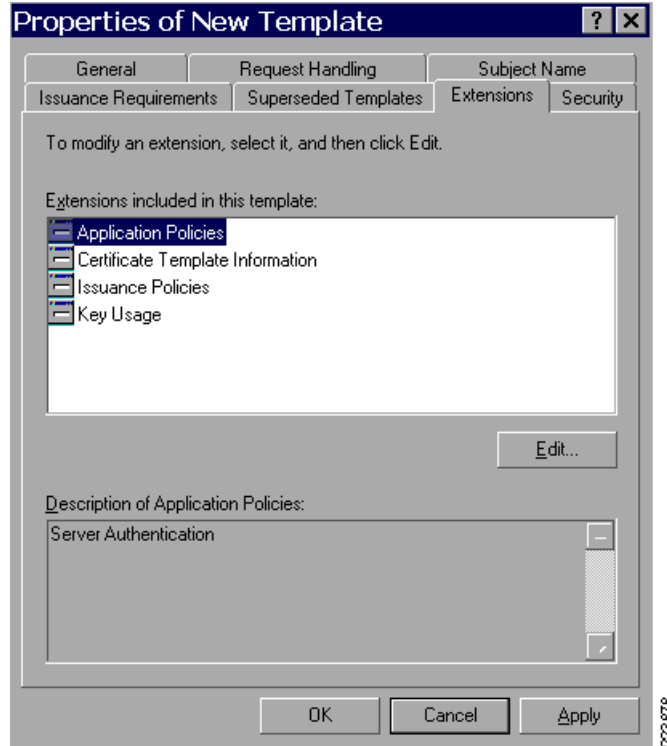 Properties of New Template
General Request Handling Subject Name
Issuance Requirements Superseded Templates Extensions Security
To modify an extension, select it, and then click Edit.
Extensions included in this template:
Application Policies
Certificate Template Information
Issuance Policies
Key Usage
Edit...
Description of Application Policies:
Server Authentication
OK Cancel Apply